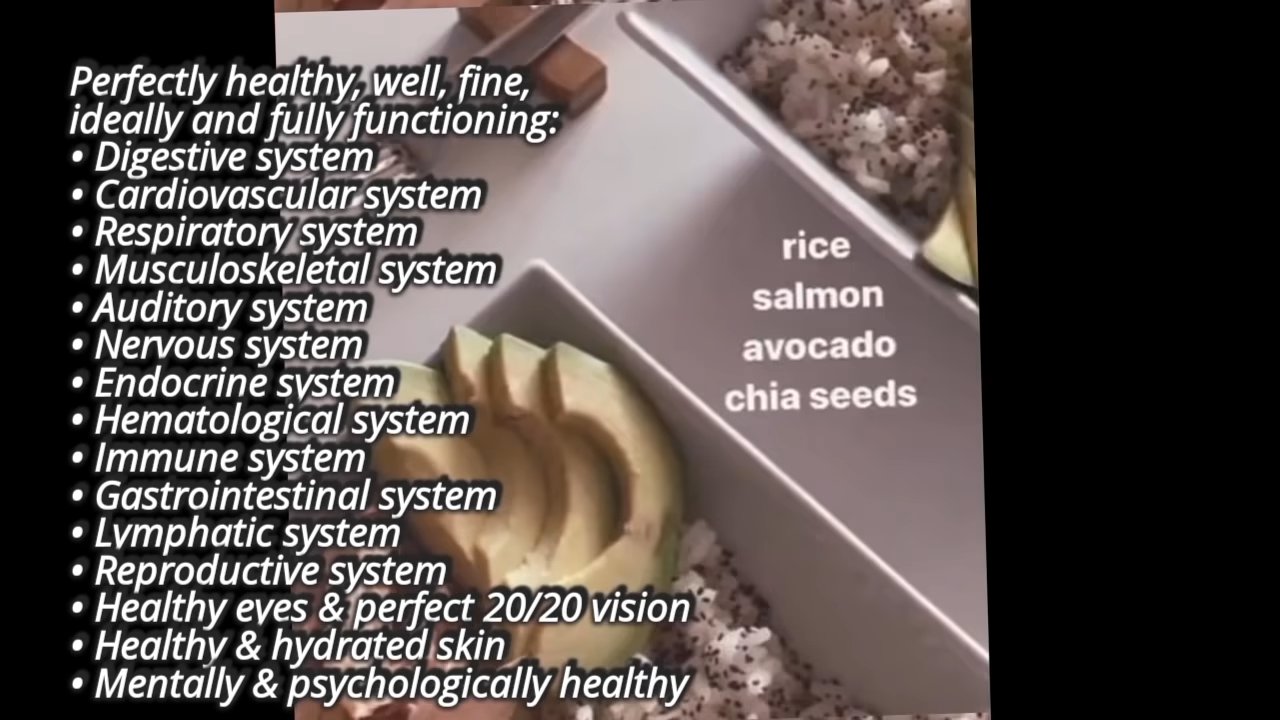 Perfectly healthy, well, fine,
ideally and fully functioning:
• Digestive system
• Cardiovascular system
• Respiratory system
• Musculoskeletal system
• Auditory system
• Nervous system
• Endocrine system
• Hematological system
• Immune system
• Gastrointestinal system
• Lymphatic system
• Reproductive system
• Healthy eyes & perfect 20/20 vision
• Healthy & hydrated skin
• Mentally & psychologically healthy
rice
salmon
avocado
chia seeds